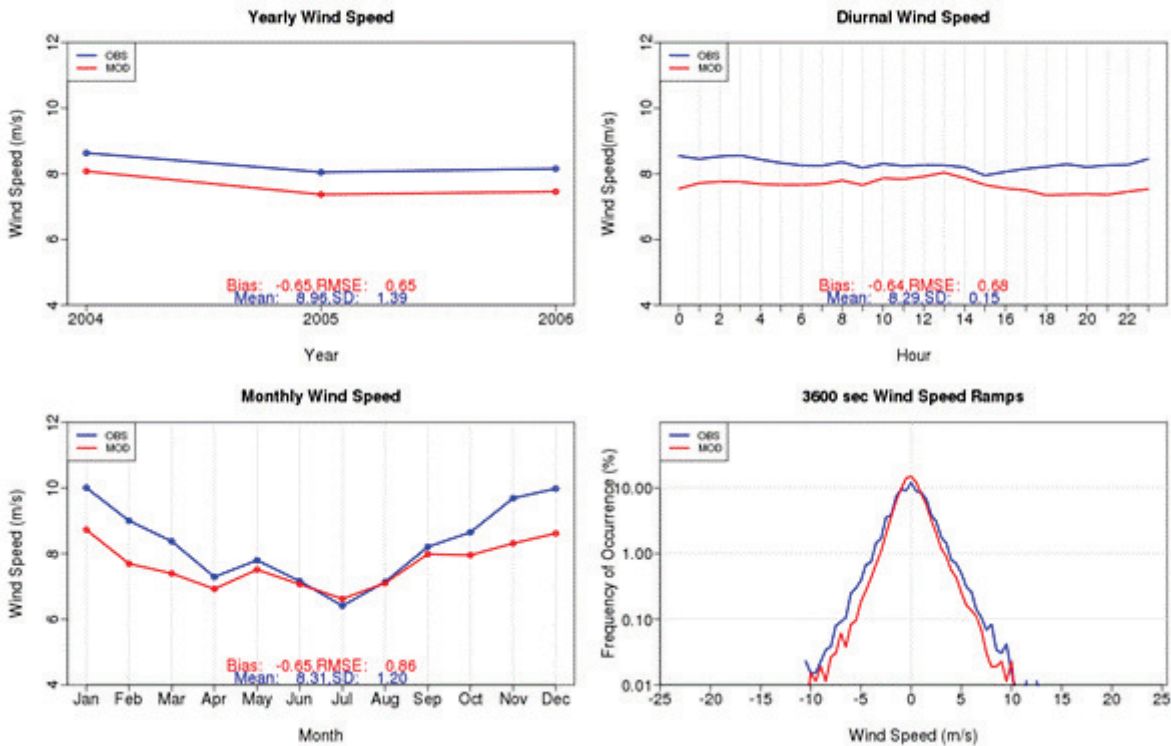 Yearly Wind Speed
Wind Speed (m/s)
12
10
8
6
4
OBS
MOD
Bias: -0.65,RMSE: 0.65
Mean: 8.96,SD: 1.39
2004 2005 2006
Year
Diurnal Wind Speed
Wind Speed(m/s)
12
10
8
6
4
OBS
MOD
Bias: -0.64,RMSE: 0.68
Mean: 8.29,SD: 0.15
0 2 4 6 8 10 12 14 16 18 20 22
Hour
Monthly Wind Speed
Wind Speed (m/s)
12
10
8
6
4
OBS
MOD
Bias: -0.65,RMSE: 0.86
Mean: 8.31,SD: 1.20
Jan Feb Mar Apr May Jun Jul Aug Sep Oct Nov Dec
Month
3600 sec Wind Speed Ramps
Frequency of Occurrence (%)
10.00
1.00
0.10
0.01
OBS
MOD
-25 -20 -15 -10 -5 0 5 10 15 20 25
Wind Speed (m/s)